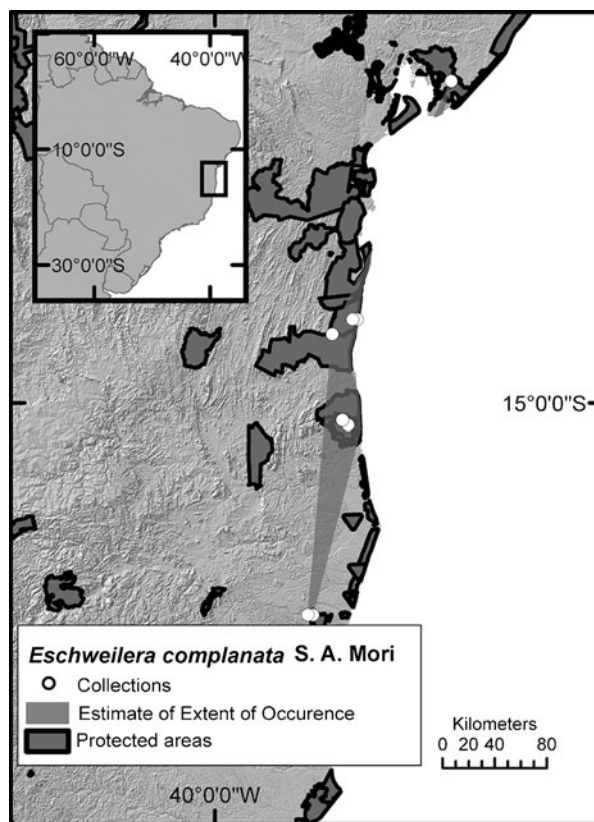 60°0'0"W 40°0'0"W
10°0'0"S
30°0'0"S
15°0'0"S
Eschweilera complanata S. A. Mori
Collections
Estimate of Extent of Occurence
Protected areas
Kilometers
0 20 40 80
40°0'0"W